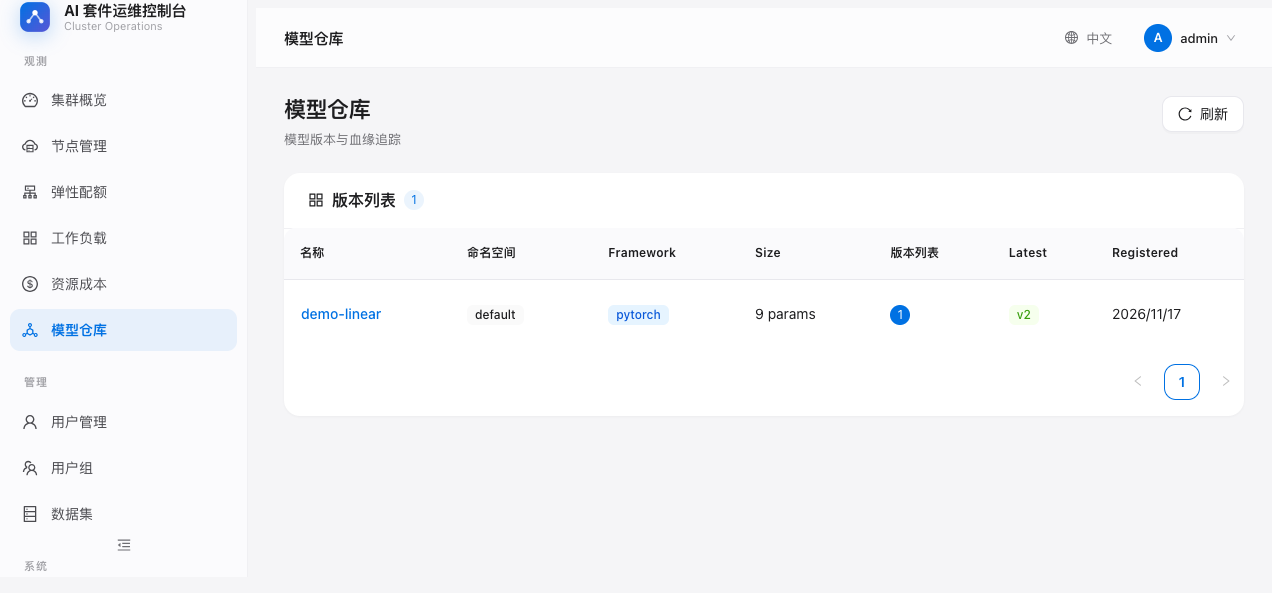 AI 套件运维控制台
Cluster Operations
观测
集群概览
节点管理
弹性配额
工作负载
资源成本
模型仓库
管理
用户管理
用户组
数据集
系统
模型仓库
中文
A
admin
模型仓库
模型版本与血缘追踪
刷新
版本列表 1
名称 命名空间 Framework Size 版本列表 Latest Registered
demo-linear default pytorch 9 params 1 v2 2026/11/17
1